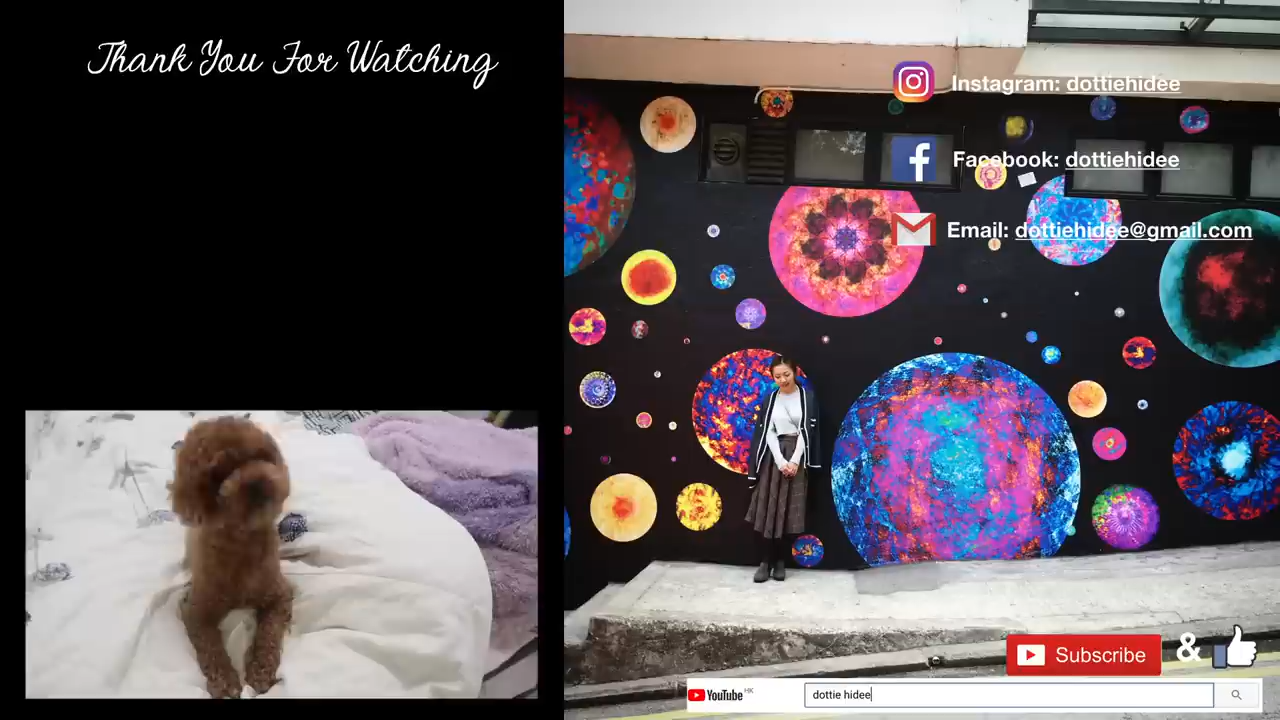 Thank You For Watching
Instagram: dottiehidee
Facebook: dottiehidee
Email: dottiehidee@gmail.com
Subscribe
&
YouTube HK
dottie hidee